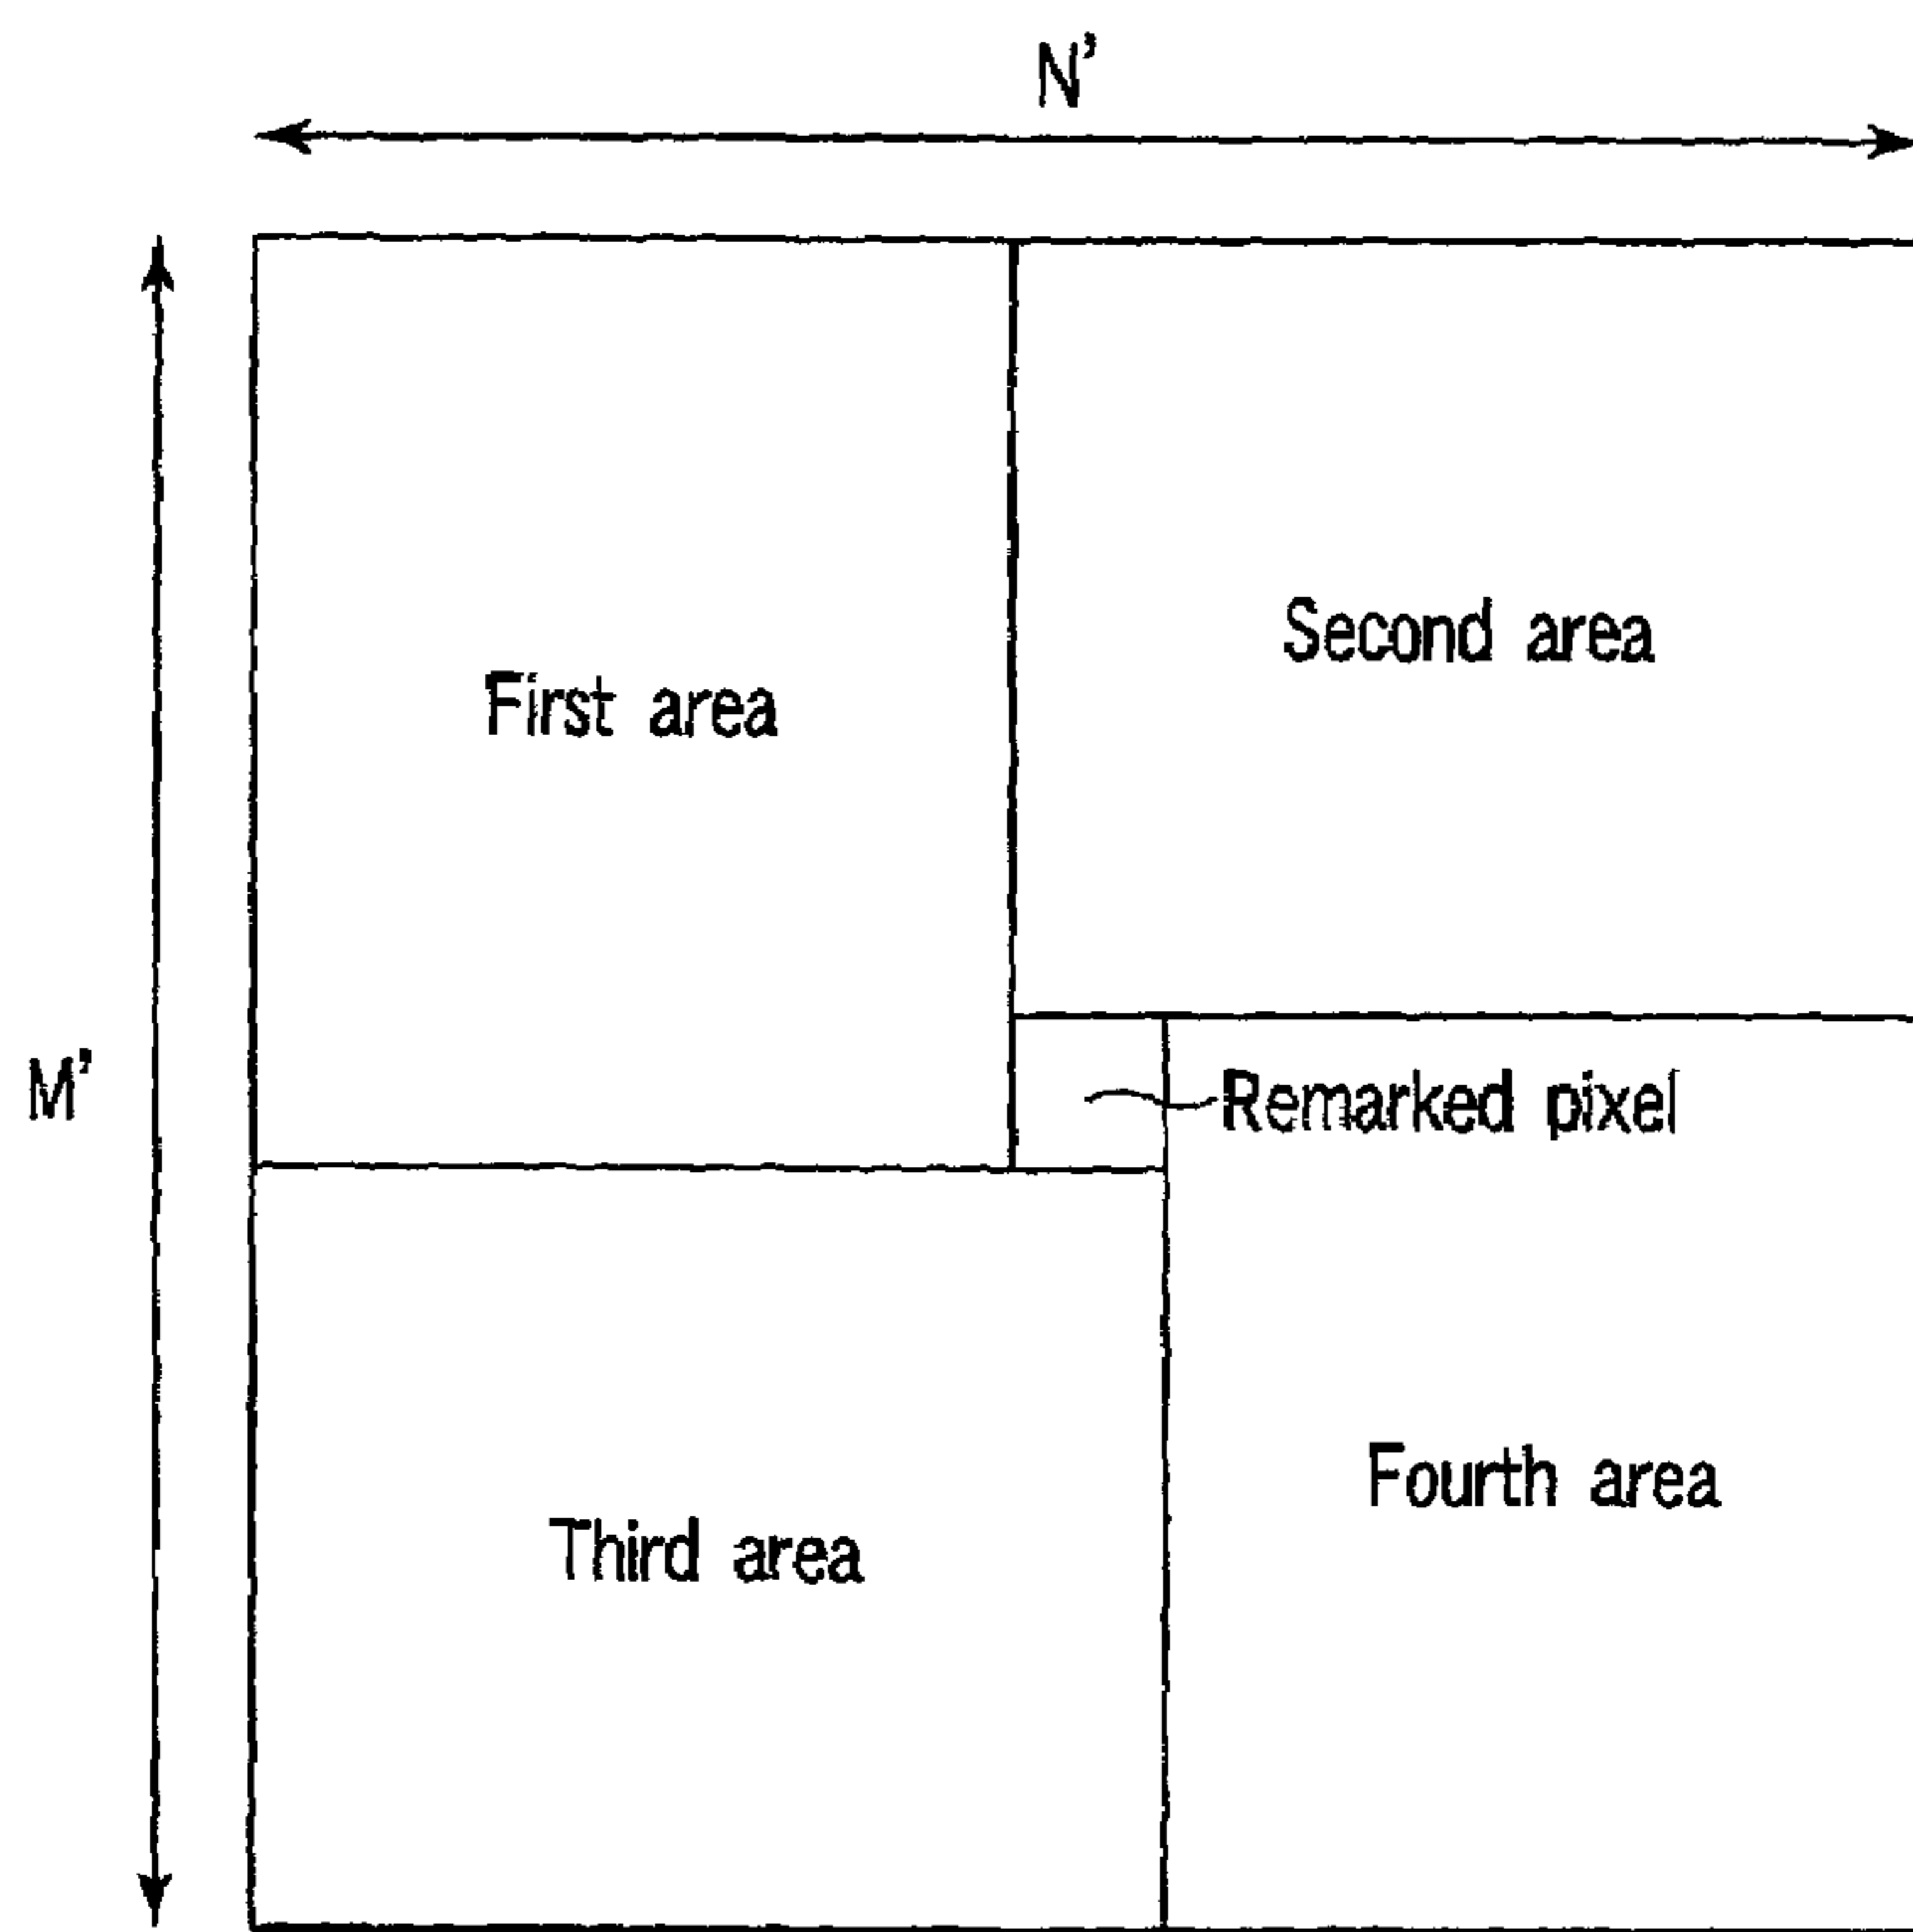 N'
Second area
First area
M'
Remarked pixel
Fourth area
Third area